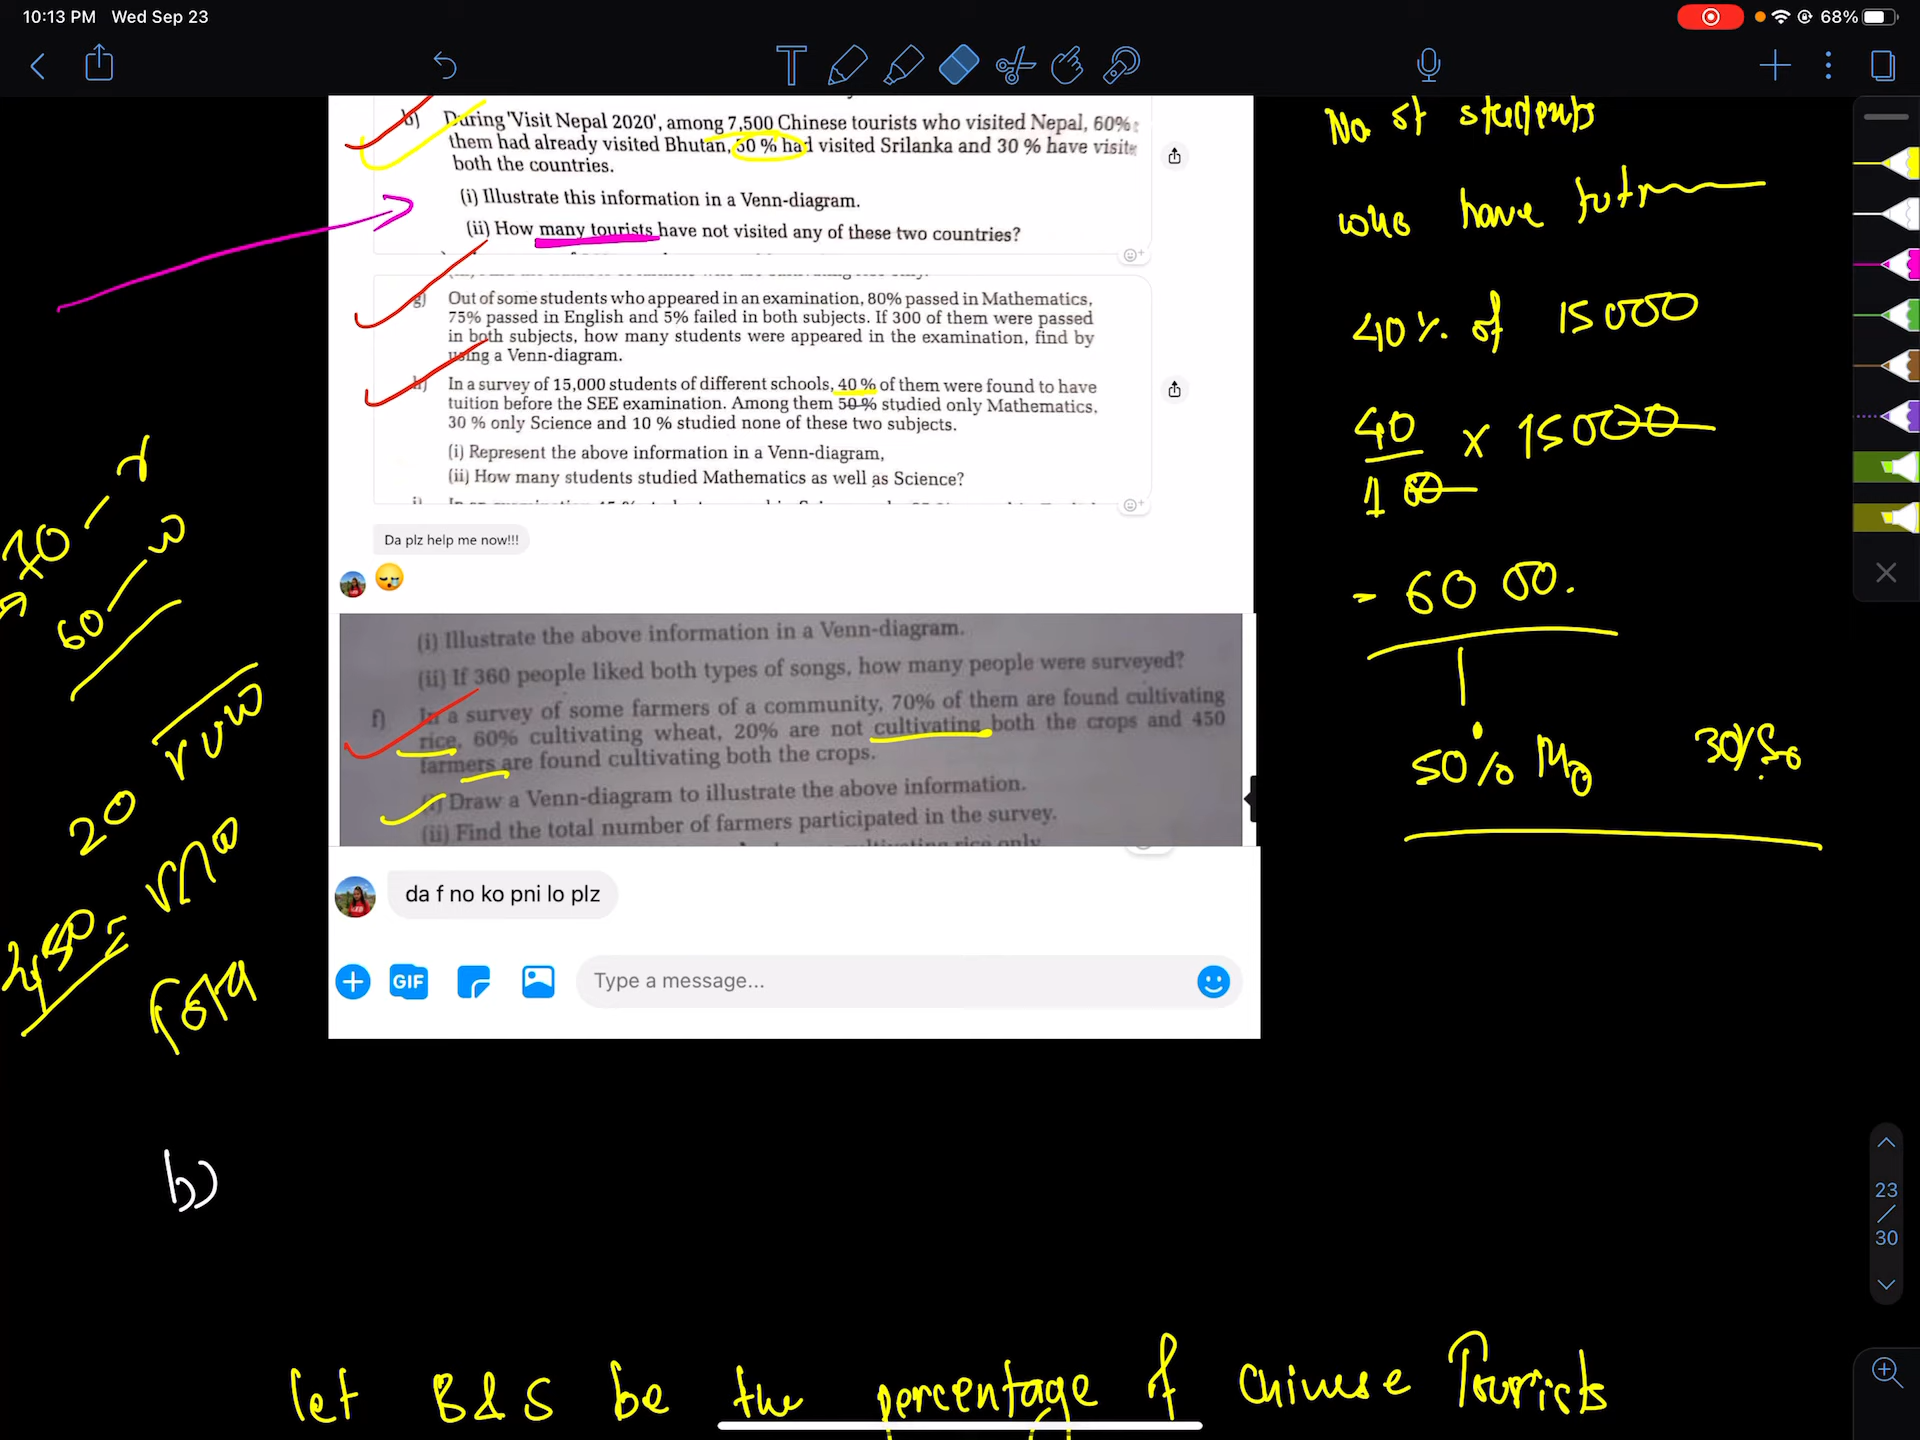 10:13 PM Wed Sep 23
68%
b) During 'Visit Nepal 2020', among 7,500 Chinese tourists who visited Nepal, 60%
them had already visited Bhutan, 50 % had visited Srilanka and 30 % have visite
both the countries.
(i) Illustrate this information in a Venn-diagram.
(ii) How many tourists have not visited any of these two countries?
g) Out of some students who appeared in an examination, 80% passed in Mathematics,
75% passed in English and 5% failed in both subjects. If 300 of them were passed
in both subjects, how many students were appeared in the examination, find by
using a Venn-diagram.
h) In a survey of 15,000 students of different schools, 40 % of them were found to have
tuition before the SEE examination. Among them 50 % studied only Mathematics,
30 % only Science and 10 % studied none of these two subjects.
(i) Represent the above information in a Venn-diagram,
(ii) How many students studied Mathematics as well as Science?
Da plz help me now!!!
(i) Illustrate the above information in a Venn-diagram.
(ii) If 360 people liked both types of songs, how many people were surveyed?
f) In a survey of some farmers of a community, 70% of them are found cultivating
rice, 60% cultivating wheat, 20% are not cultivating both the crops and 450
farmers are found cultivating both the crops.
(i) Draw a Venn-diagram to illustrate the above information.
(ii) Find the total number of farmers participated in the survey.
da f no ko pni lo plz
GIF
Type a message...
No of students
who have
40% of 15000
40
100
x 15000
= 6000.
50% Mo
30% So
70 - r
60 - w
20 r∪w
450 = r∩w
b)
let B & S be the percentage of Chinese Tourists
23
/
30